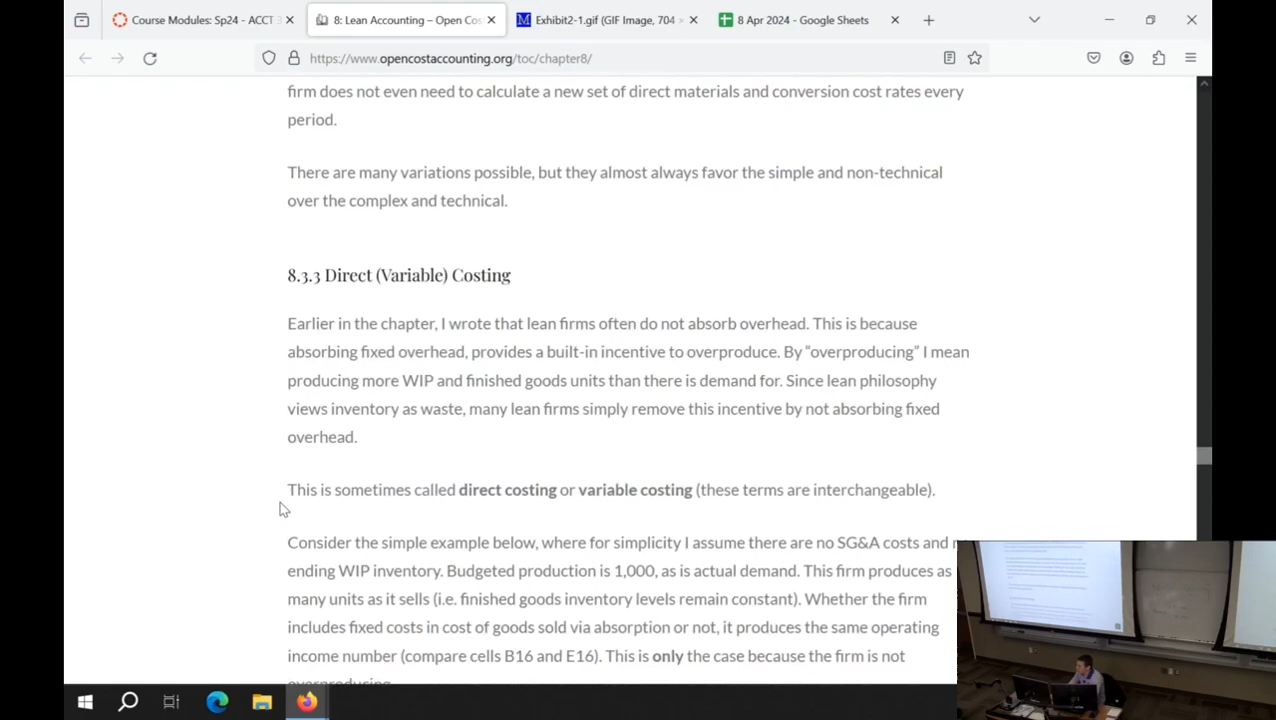 Course Modules: Sp24 - ACCT 3
8: Lean Accounting – Open Co
Exhibit2-1.gif (GIF Image, 704 ×
8 Apr 2024 - Google Sheets
https://www.opencostaccounting.org/toc/chapter8/
firm does not even need to calculate a new set of direct materials and conversion cost rates every
period.
There are many variations possible, but they almost always favor the simple and non-technical
over the complex and technical.
8.3.3 Direct (Variable) Costing
Earlier in the chapter, I wrote that lean firms often do not absorb overhead. This is because
absorbing fixed overhead, provides a built-in incentive to overproduce. By “overproducing” I mean
producing more WIP and finished goods units than there is demand for. Since lean philosophy
views inventory as waste, many lean firms simply remove this incentive by not absorbing fixed
overhead.
This is sometimes called direct costing or variable costing (these terms are interchangeable).
Consider the simple example below, where for simplicity I assume there are no SG&A costs and
ending WIP inventory. Budgeted production is 1,000, as is actual demand. This firm produces as
many units as it sells (i.e. finished goods inventory levels remain constant). Whether the firm
includes fixed costs in cost of goods sold via absorption or not, it produces the same operating
income number (compare cells B16 and E16). This is only the case because the firm is not
overproducing.